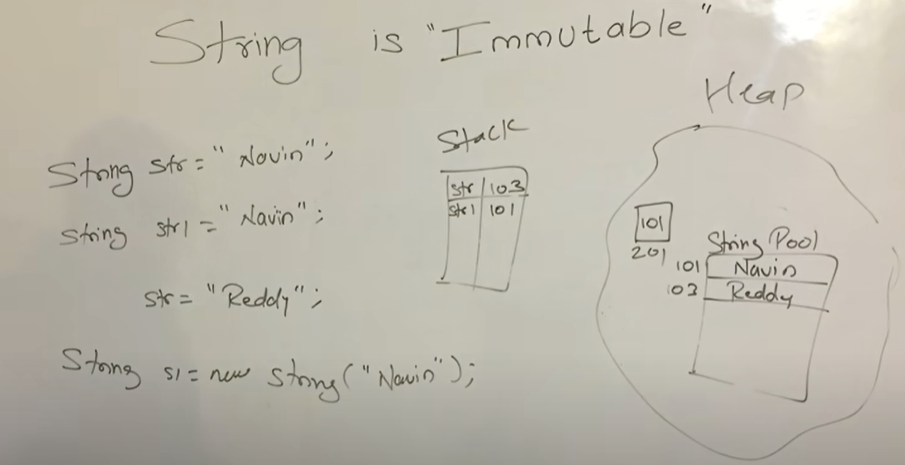 String is "Immutable"
Heap
Stack
String str = "Navin";
str 103
String str1 = "Navin";
str1 101
101
201
String Pool
101 Navin
103 Reddy
str = "Reddy";
String s1 = new String("Navin");